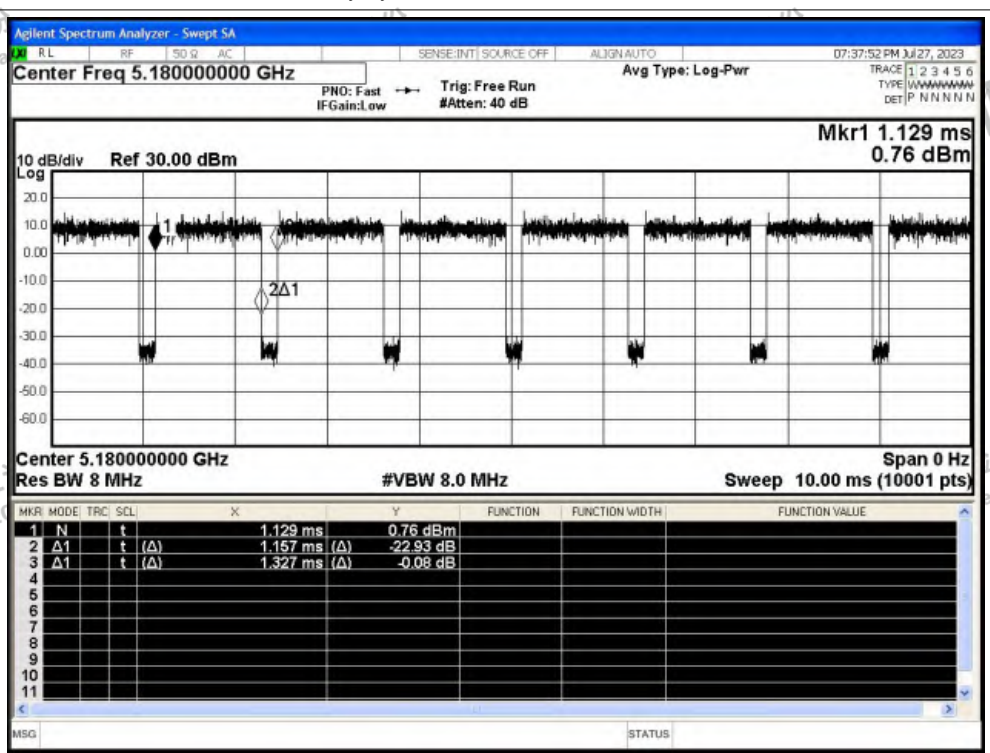 Agilent Spectrum Analyzer - Swept SA
LXI RL RF 50 Ω AC SENSE:INT SOURCE OFF ALIGN AUTO 07:37:52 PM Jul 27, 2023
Center Freq 5.180000000 GHz Avg Type: Log-Pwr TRACE 1 2 3 4 5 6
PNO: Fast Trig: Free Run TYPE WWWWWW
IFGain:Low #Atten: 40 dB DET P N N N N N
Mkr1 1.129 ms
10 dB/div Ref 30.00 dBm 0.76 dBm
Log
20.0
10.0 1
0.00
-10.0
2Δ1
-20.0
-30.0
-40.0
-50.0
-60.0
Center 5.180000000 GHz Span 0 Hz
Res BW 8 MHz #VBW 8.0 MHz Sweep 10.00 ms (10001 pts)
MKR MODE TRC SCL X Y FUNCTION FUNCTION WIDTH FUNCTION VALUE
1 N t 1.129 ms 0.76 dBm
2 Δ1 t (Δ) 1.157 ms (Δ) -22.93 dB
3 Δ1 t (Δ) 1.327 ms (Δ) -0.08 dB
4
5
6
7
8
9
10
11
MSG STATUS